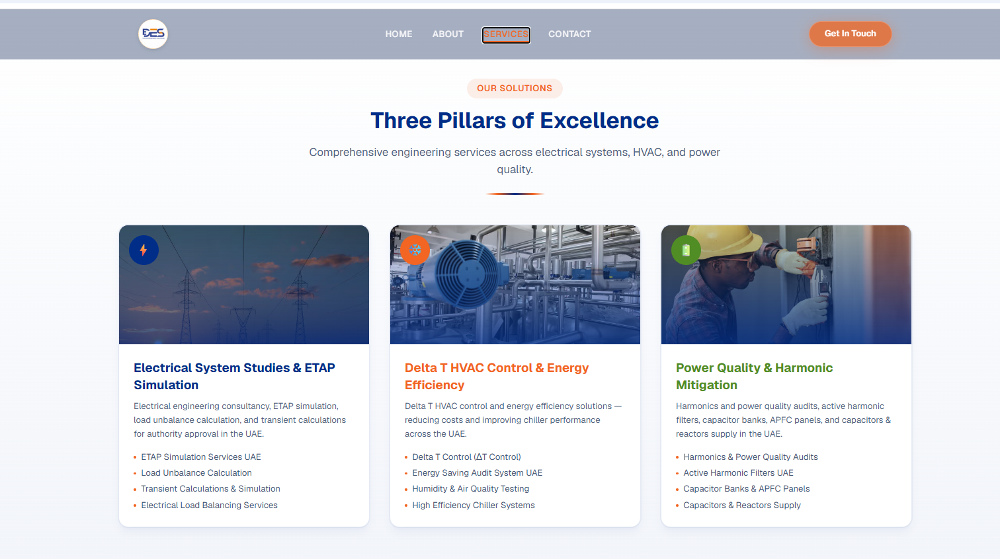 DES
HOME
ABOUT
SERVICES
CONTACT
Get In Touch
OUR SOLUTIONS
Three Pillars of Excellence
Comprehensive engineering services across electrical systems, HVAC, and power
quality.
Electrical System Studies & ETAP
Simulation
Electrical engineering consultancy, ETAP simulation,
load unbalance calculation, and transient calculations
for authority approval in the UAE.
• ETAP Simulation Services UAE
• Load Unbalance Calculation
• Transient Calculations & Simulation
• Electrical Load Balancing Services
Delta T HVAC Control & Energy
Efficiency
Delta T HVAC control and energy efficiency solutions —
reducing costs and improving chiller performance
across the UAE.
• Delta T Control (ΔT Control)
• Energy Saving Audit System UAE
• Humidity & Air Quality Testing
• High Efficiency Chiller Systems
Power Quality & Harmonic
Mitigation
Harmonics and power quality audits, active harmonic
filters, capacitor banks, APFC panels, and capacitors &
reactors supply in the UAE.
• Harmonics & Power Quality Audits
• Active Harmonic Filters UAE
• Capacitor Banks & APFC Panels
• Capacitors & Reactors Supply